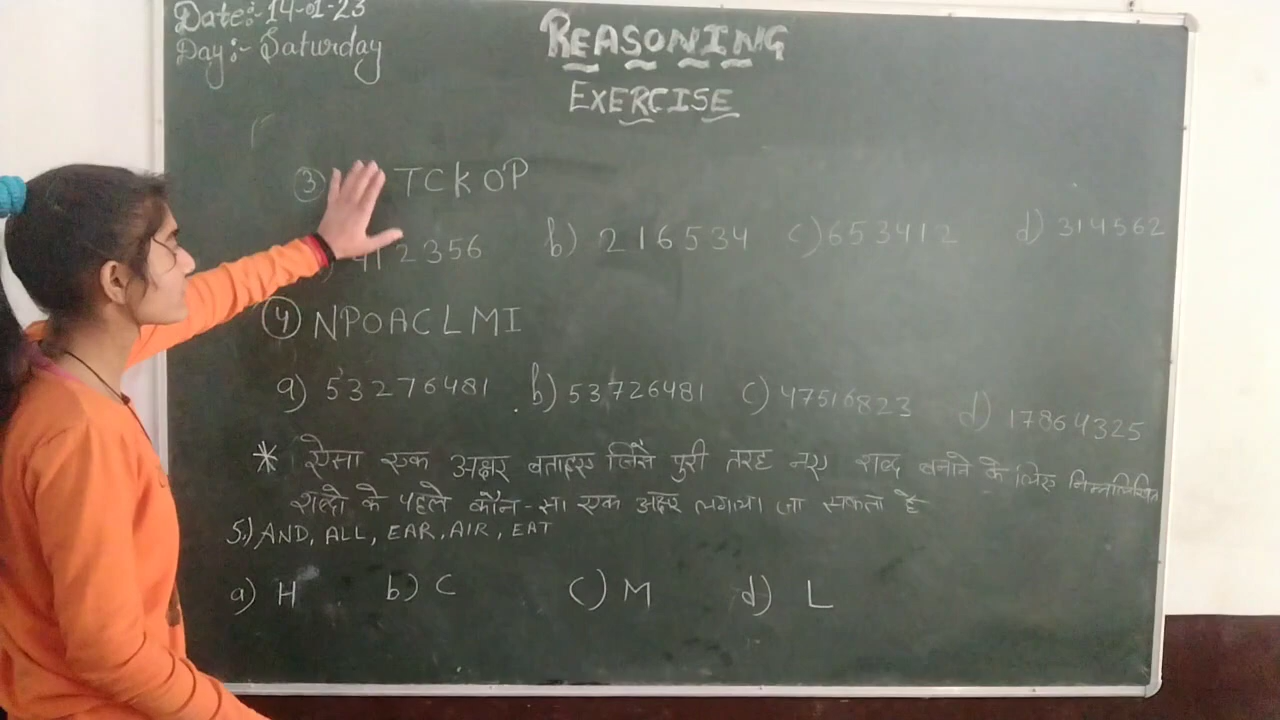 Date:- 14-01-23
Day:- Saturday
REASONING
EXERCISE
③ TCKOP
412356 b) 216534 c) 653412 d) 314562
④ NPOACLMI
a) 53276481 b) 53726481 c) 47516823 d) 17864325
* ऐसा एक अक्षर बताइए जिसे पुरी तरह नए शब्द बनाने के लिए निम्नलिखित
शब्दो के पहले कौन-सा एक अक्षर लगाया जा सकता है
5.) AND, ALL, EAR, AIR, EAT
a) H b) C c) M d) L